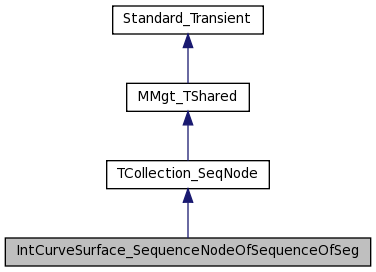 Standard_Transient
MMgt_TShared
TCollection_SeqNode
IntCurveSurface_SequenceNodeOfSequenceOfSeg